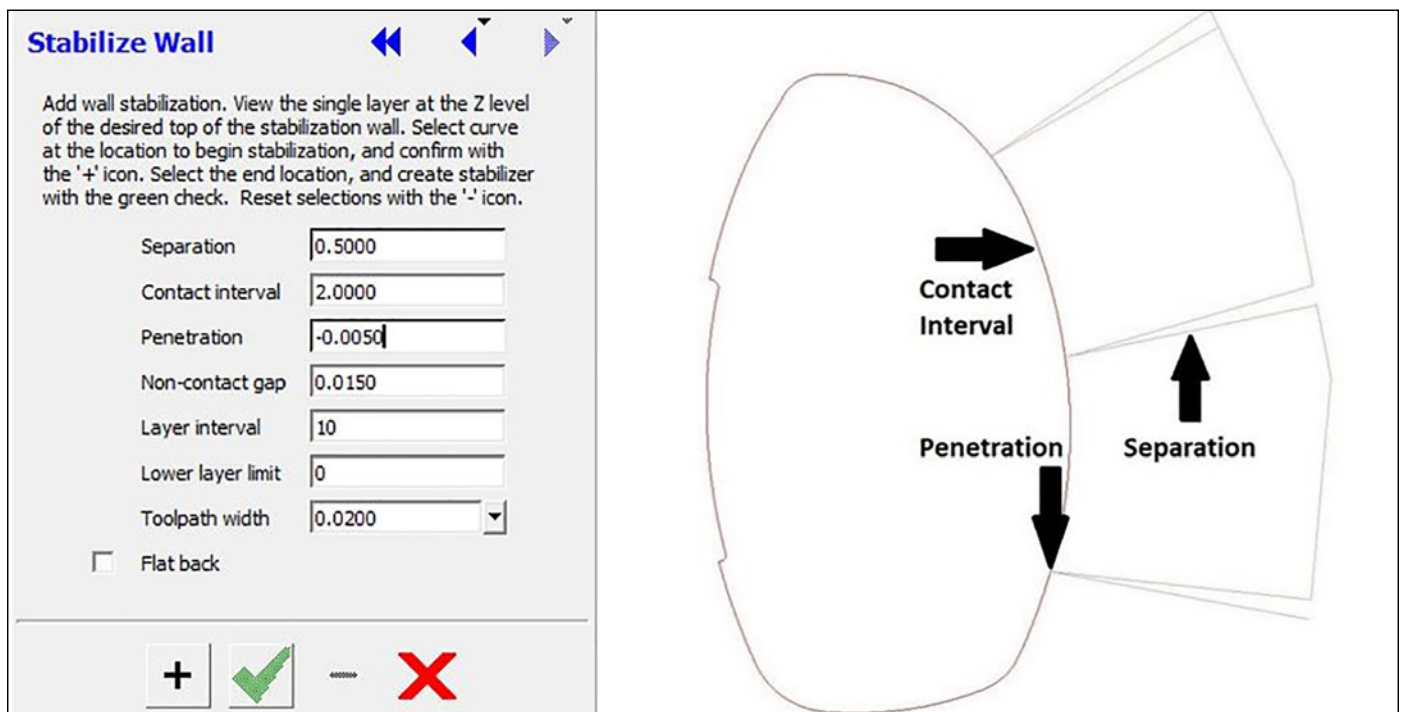 Stabilize Wall
Add wall stabilization. View the single layer at the Z level
of the desired top of the stabilization wall. Select curve
at the location to begin stabilization, and confirm with
the '+' icon. Select the end location, and create stabilizer
with the green check.  Reset selections with the '-' icon.
Separation 0.5000
Contact interval 2.0000
Penetration -0.0050
Non-contact gap 0.0150
Layer interval 10
Lower layer limit 0
Toolpath width 0.0200
Flat back
Contact
Interval
Penetration
Separation